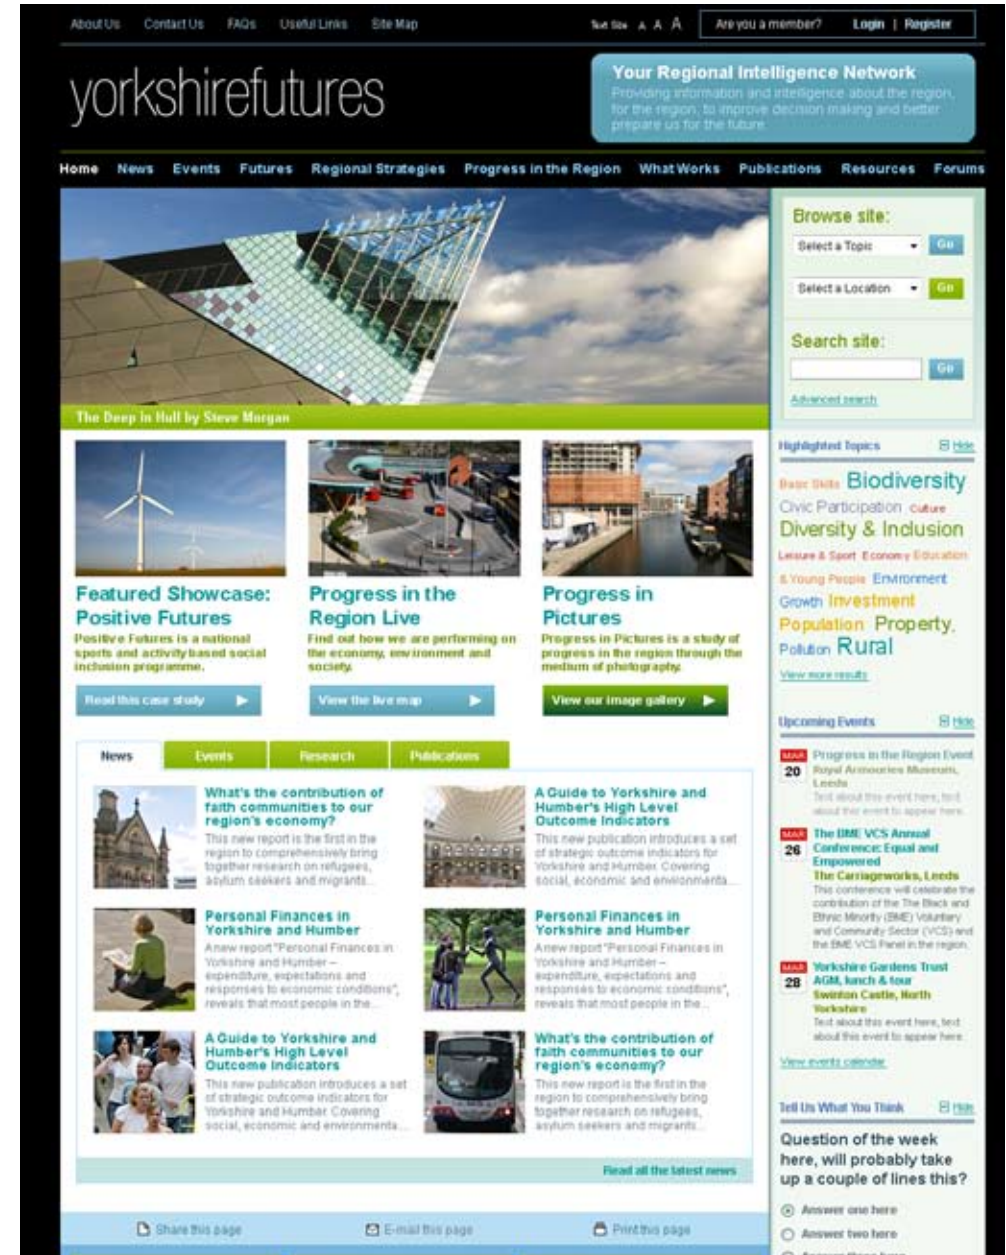 About Us Contact Us FAQs Useful Links Site Map
Text Size A A A
Are you a member? Login | Register
yorkshirefutures
Your Regional Intelligence Network
Providing information and intelligence about the region,
for the region, to improve decision making and better
prepare us for the future.
Home News Events Futures Regional Strategies Progress in the Region What Works Publications Resources Forums
The Deep in Hull by Steve Morgan
Browse site:
Select a Topic Go
Select a Location Go
Search site:
Go
Advanced search
Featured Showcase:
Positive Futures
Positive Futures is a national
sports and activity based social
inclusion programme.
Read this case study
Progress in the
Region Live
Find out how we are performing on
the economy, environment and
society.
View the live map
Progress in
Pictures
Progress in Pictures is a study of
progress in the region through the
medium of photography.
View our image gallery
News Events Research Publications
What's the contribution of
faith communities to our
region's economy?
This new report is the first in the
region to comprehensively bring
together research on refugees,
asylum seekers and migrants...
A Guide to Yorkshire and
Humber's High Level
Outcome Indicators
This new publication introduces a set
of strategic outcome indicators for
Yorkshire and Humber. Covering
social, economic and environmenta...
Personal Finances in
Yorkshire and Humber
A new report "Personal Finances in
Yorkshire and Humber –
expenditure, expectations and
responses to economic conditions",
reveals that most people in the...
Personal Finances in
Yorkshire and Humber
A new report "Personal Finances in
Yorkshire and Humber –
expenditure, expectations and
responses to economic conditions",
reveals that most people in the...
A Guide to Yorkshire and
Humber's High Level
Outcome Indicators
This new publication introduces a set
of strategic outcome indicators for
Yorkshire and Humber. Covering
social, economic and environmenta...
What's the contribution of
faith communities to our
region's economy?
This new report is the first in the
region to comprehensively bring
together research on refugees,
asylum seekers and migrants...
Read all the latest news
Share this page E-mail this page Print this page
Highlighted Topics Hide
Basic Skills Biodiversity
Civic Participation Culture
Diversity & Inclusion
Leisure & Sport Economy Education
& Young People Environment
Growth Investment
Population Property,
Pollution Rural
View more results
Upcoming Events Hide
MAR 20
Progress in the Region Event
Royal Armouries Museum,
Leeds
Text about this event here, text
about this event to appear here.
MAR 26
The BME VCS Annual
Conference: Equal and
Empowered
The Carriageworks, Leeds
This conference will celebrate the
contribution of the The Black and
Ethnic Minority (BME) Voluntary
and Community Sector (VCS) and
the BME VCS Panel in the region.
MAR 28
Yorkshire Gardens Trust
AGM, lunch & tour
Swinton Castle, North
Yorkshire
Text about this event here, text
about this event to appear here.
View events calendar
Tell Us What You Think Hide
Question of the week
here, will probably take
up a couple of lines this?
Answer one here
Answer two here